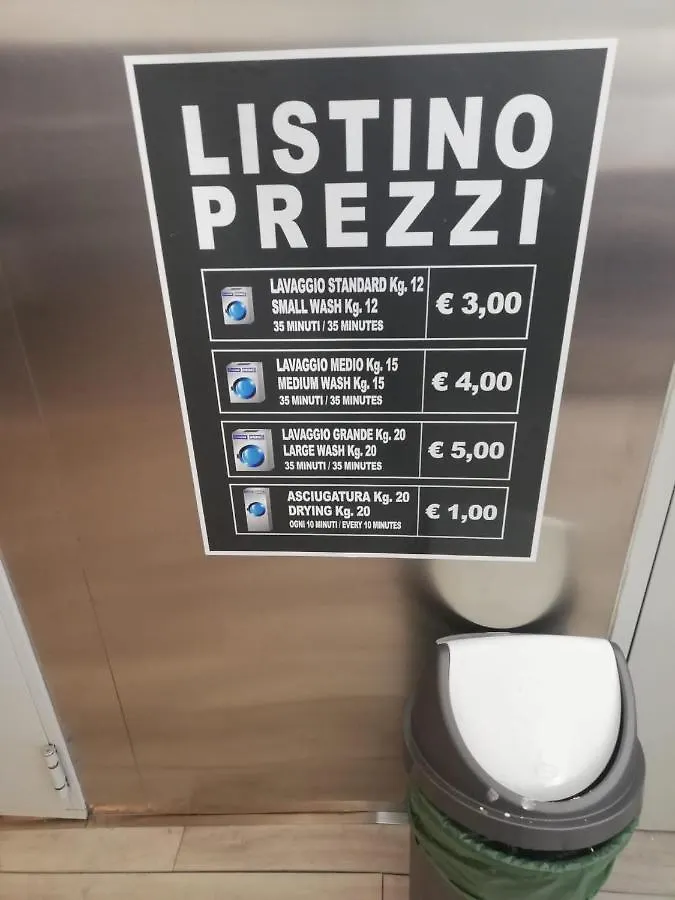 LISTINO
PREZZI
LAVAGGIO STANDARD Kg. 12
SMALL WASH Kg. 12
35 MINUTI / 35 MINUTES
€ 3,00
LAVAGGIO MEDIO Kg. 15
MEDIUM WASH Kg. 15
35 MINUTI / 35 MINUTES
€ 4,00
LAVAGGIO GRANDE Kg. 20
LARGE WASH Kg. 20
35 MINUTI / 35 MINUTES
€ 5,00
ASCIUGATURA Kg. 20
DRYING Kg. 20
OGNI 10 MINUTI / EVERY 10 MINUTES
€ 1,00